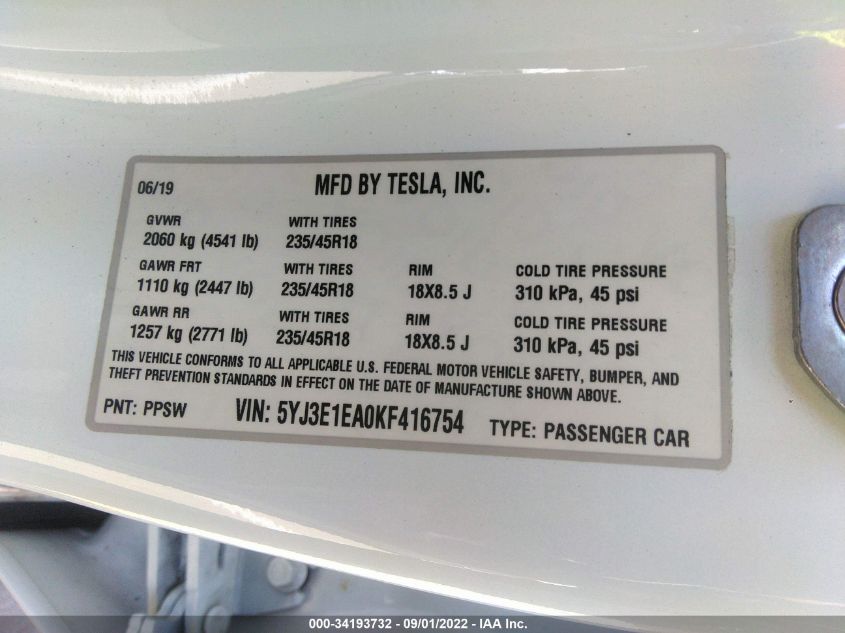 06/19 MFD BY TESLA, INC.
GVWR WITH TIRES
2060 kg (4541 lb) 235/45R18
GAWR FRT WITH TIRES RIM COLD TIRE PRESSURE
1110 kg (2447 lb) 235/45R18 18X8.5 J 310 kPa, 45 psi
GAWR RR WITH TIRES RIM COLD TIRE PRESSURE
1257 kg (2771 lb) 235/45R18 18X8.5 J 310 kPa, 45 psi
THIS VEHICLE CONFORMS TO ALL APPLICABLE U.S. FEDERAL MOTOR VEHICLE SAFETY, BUMPER, AND
THEFT PREVENTION STANDARDS IN EFFECT ON THE DATE OF MANUFACTURE SHOWN ABOVE.
PNT: PPSW VIN: 5YJ3E1EA0KF416754 TYPE: PASSENGER CAR
000-34193732 - 09/01/2022 - IAA Inc.